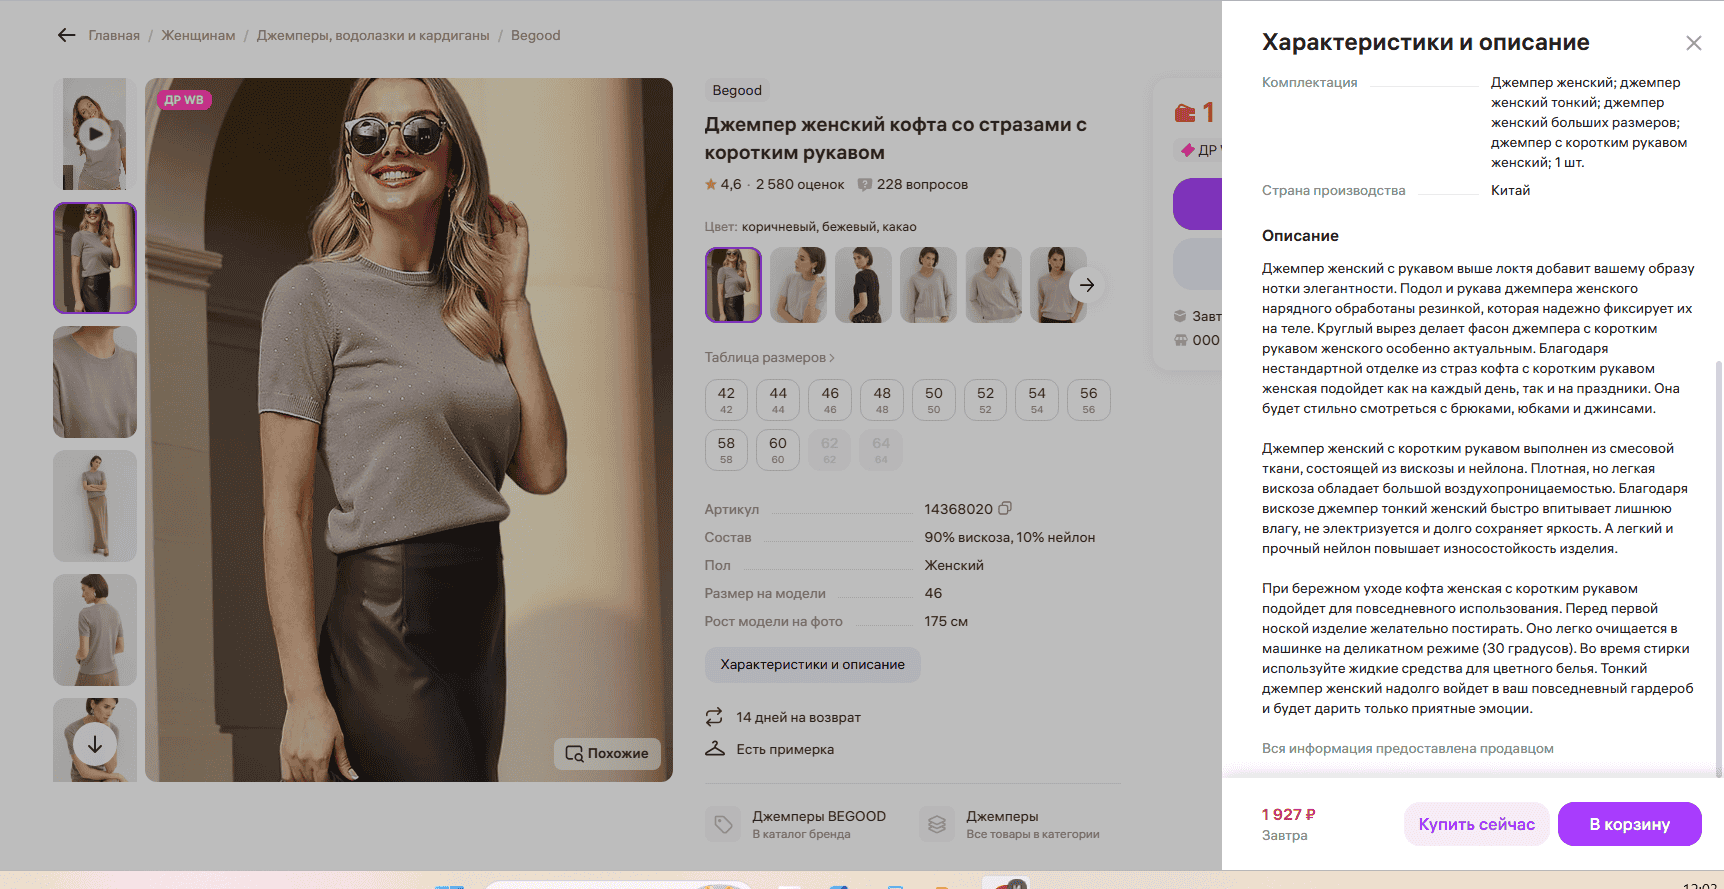 Главная / Женщинам / Джемперы, водолазки и кардиганы / Begood
ДР WB
Похожие
Begood
Джемпер женский кофта со стразами с
коротким рукавом
4,6 · 2 580 оценок 228 вопросов
Цвет: коричневый, бежевый, какао
Таблица размеров
42 44 46 48 50 52 54 56
42 44 46 48 50 52 54 56
58 60 62 64
58 60 62 64
Артикул 14368020
Состав 90% вискоза, 10% нейлон
Пол Женский
Размер на модели 46
Рост модели на фото 175 см
Характеристики и описание
14 дней на возврат
Есть примерка
Джемперы BEGOOD
В каталог бренда
Джемперы
Все товары в категории
1
ДР
Завт
000
Характеристики и описание
Комплектация Джемпер женский; джемпер
женский тонкий; джемпер
женский больших размеров;
джемпер с коротким рукавом
женский; 1 шт.
Страна производства Китай
Описание
Джемпер женский с рукавом выше локтя добавит вашему образу
нотки элегантности. Подол и рукава джемпера женского
нарядного обработаны резинкой, которая надежно фиксирует их
на теле. Круглый вырез делает фасон джемпера с коротким
рукавом женского особенно актуальным. Благодаря
нестандартной отделке из страз кофта с коротким рукавом
женская подойдет как на каждый день, так и на праздники. Она
будет стильно смотреться с брюками, юбками и джинсами.
Джемпер женский с коротким рукавом выполнен из смесовой
ткани, состоящей из вискозы и нейлона. Плотная, но легкая
вискоза обладает большой воздухопроницаемостью. Благодаря
вискозе джемпер тонкий женский быстро впитывает лишнюю
влагу, не электризуется и долго сохраняет яркость. А легкий и
прочный нейлон повышает износостойкость изделия.
При бережном уходе кофта женская с коротким рукавом
подойдет для повседневного использования. Перед первой
ноской изделие желательно постирать. Оно легко очищается в
машинке на деликатном режиме (30 градусов). Во время стирки
используйте жидкие средства для цветного белья. Тонкий
джемпер женский надолго войдет в ваш повседневный гардероб
и будет дарить только приятные эмоции.
Вся информация предоставлена продавцом
1 927 ₽
Завтра
Купить сейчас
В корзину